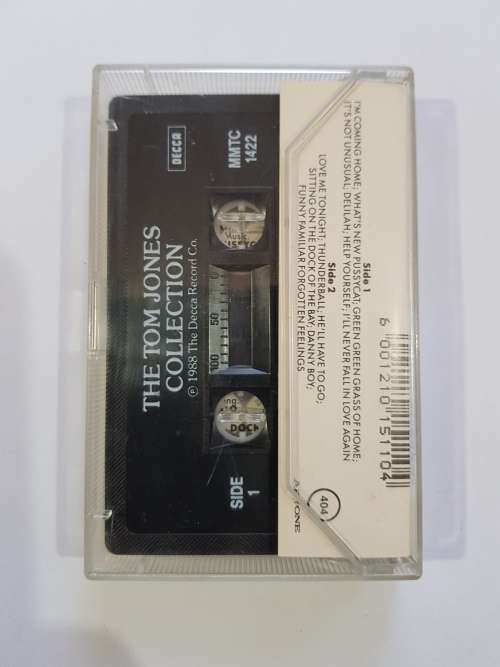 THE TOM JONES
COLLECTION
℗ 1988 The Decca Record Co.
DECCA
MMTC
1422
0
50
100
SIDE
1
DOCK
Side 1
I'M COMING HOME; WHAT'S NEW PUSSYCAT; GREEN GREEN GRASS OF HOME;
IT'S NOT UNUSUAL; DELILAH; HELP YOURSELF; I'LL NEVER FALL IN LOVE AGAIN
Side 2
LOVE ME TONIGHT; THUNDERBALL; HE'LL HAVE TO GO;
SITTING ON THE DOCK OF THE BAY; DANNY BOY;
FUNNY FAMILIAR FORGOTTEN FEELINGS
6 001210 151104
404